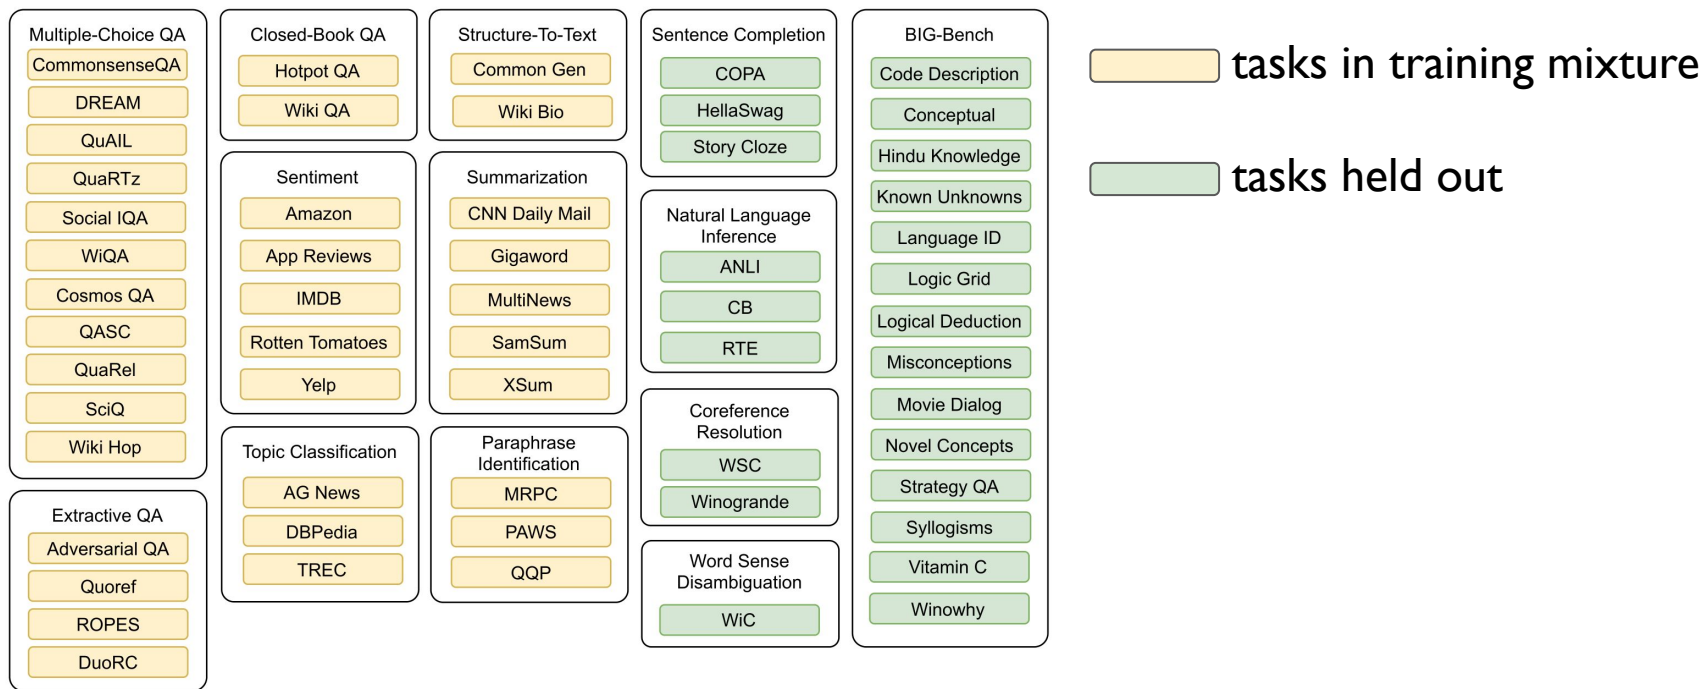 Multiple-Choice QA
CommonsenseQA
DREAM
QuAIL
QuaRTz
Social IQA
WiQA
Cosmos QA
QASC
QuaRel
SciQ
Wiki Hop
Extractive QA
Adversarial QA
Quoref
ROPES
DuoRC
Closed-Book QA
Hotpot QA
Wiki QA
Sentiment
Amazon
App Reviews
IMDB
Rotten Tomatoes
Yelp
Topic Classification
AG News
DBPedia
TREC
Structure-To-Text
Common Gen
Wiki Bio
Summarization
CNN Daily Mail
Gigaword
MultiNews
SamSum
XSum
Paraphrase
Identification
MRPC
PAWS
QQP
Sentence Completion
COPA
HellaSwag
Story Cloze
Natural Language
Inference
ANLI
CB
RTE
Coreference
Resolution
WSC
Winogrande
Word Sense
Disambiguation
WiC
BIG-Bench
Code Description
Conceptual
Hindu Knowledge
Known Unknowns
Language ID
Logic Grid
Logical Deduction
Misconceptions
Movie Dialog
Novel Concepts
Strategy QA
Syllogisms
Vitamin C
Winowhy
tasks in training mixture
tasks held out